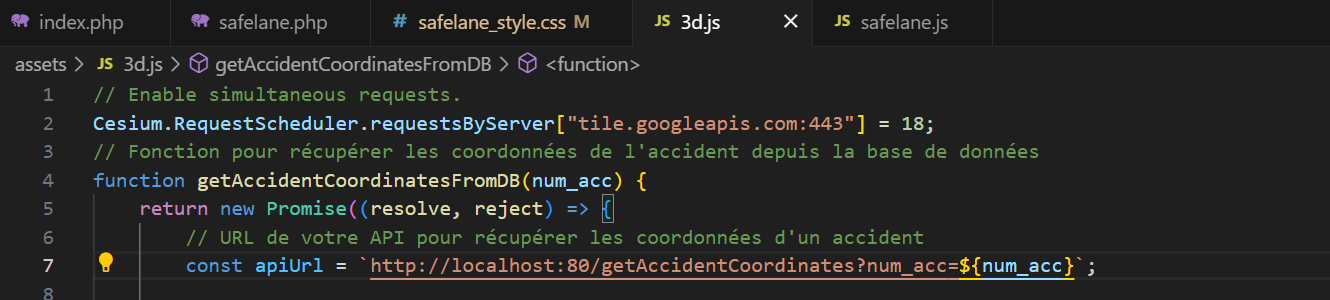 index.php safelane.php # safelane_style.css M JS 3d.js × JS safelane.js
assets > JS 3d.js > getAccidentCoordinatesFromDB > <function>
1 // Enable simultaneous requests.
2 Cesium.RequestScheduler.requestsByServer["tile.googleapis.com:443"] = 18;
3 // Fonction pour récupérer les coordonnées de l'accident depuis la base de données
4 function getAccidentCoordinatesFromDB(num_acc) {
5 return new Promise((resolve, reject) => {
6 // URL de votre API pour récupérer les coordonnées d'un accident
7 const apiUrl = `http://localhost:80/getAccidentCoordinates?num_acc=${num_acc}`;
8